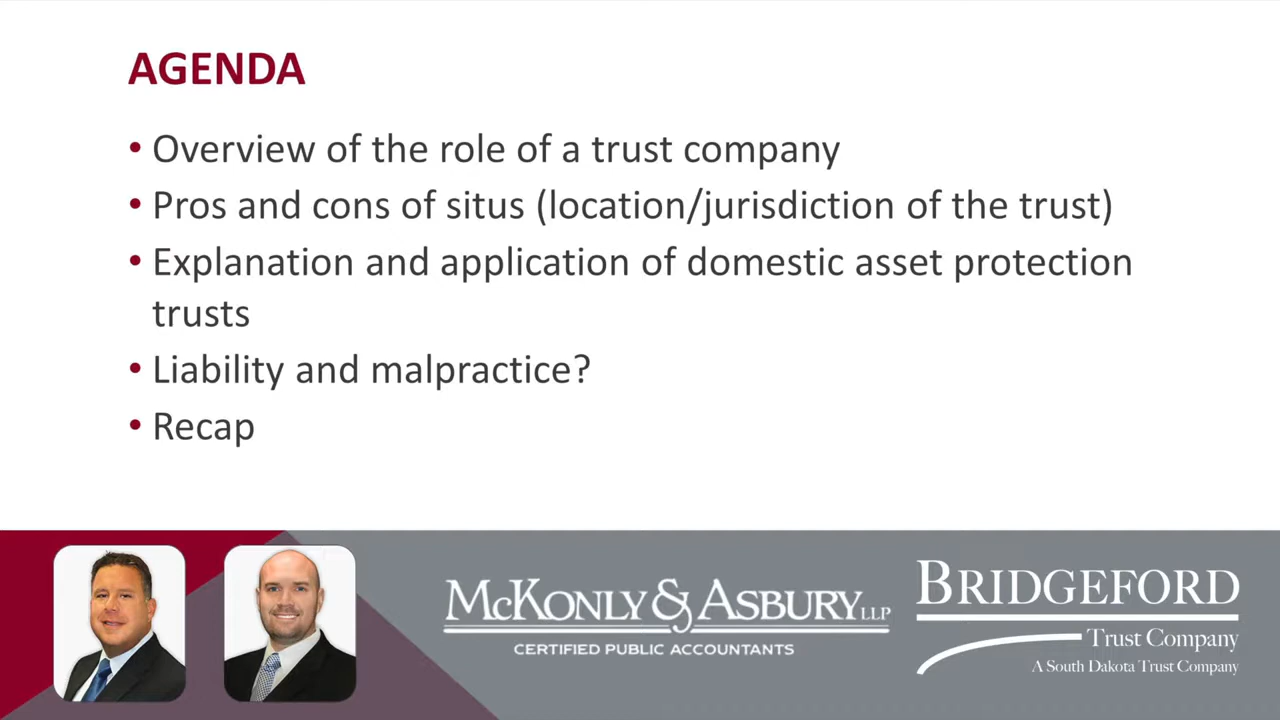 AGENDA
• Overview of the role of a trust company
• Pros and cons of situs (location/jurisdiction of the trust)
• Explanation and application of domestic asset protection
trusts
• Liability and malpractice?
• Recap
McKonly & Asbury LLP
CERTIFIED PUBLIC ACCOUNTANTS
BRIDGEFORD
Trust Company
A South Dakota Trust Company